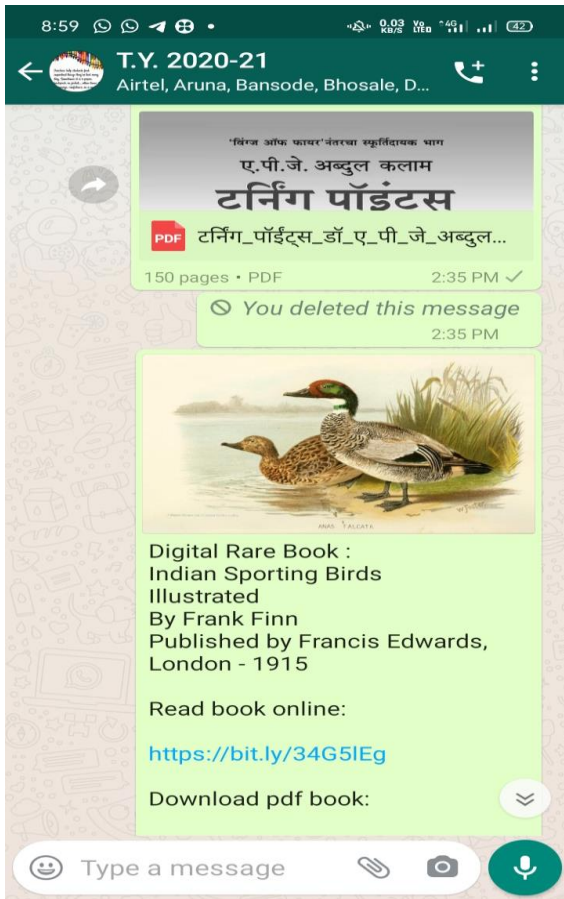 8:59
0.03 KB/S
Vo LTE
4G
42
T.Y. 2020-21
Airtel, Aruna, Bansode, Bhosale, D...
'विंग्ज ऑफ फायर'नंतरचा स्फूर्तिदायक भाग
ए.पी.जे. अब्दुल कलाम
टर्निंग पॉइंटस
PDF टर्निंग_पॉईंट्स_डॉ_ए_पी_जे_अब्दुल...
150 pages • PDF 2:35 PM
You deleted this message
2:35 PM
Digital Rare Book :
Indian Sporting Birds
Illustrated
By Frank Finn
Published by Francis Edwards,
London - 1915
Read book online:
https://bit.ly/34G5lEg
Download pdf book:
Type a message